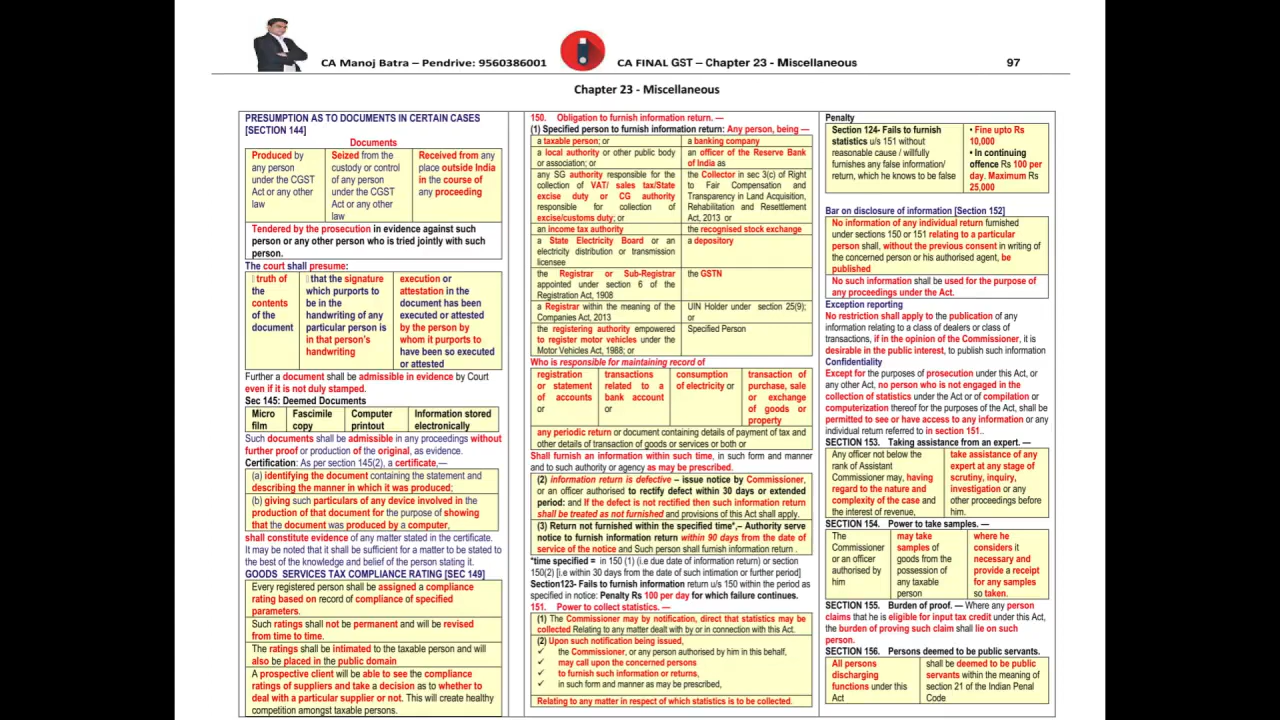 CA Manoj Batra – Pendrive: 9560386001
CA FINAL GST – Chapter 23 - Miscellaneous
97
Chapter 23 - Miscellaneous
PRESUMPTION AS TO DOCUMENTS IN CERTAIN CASES
[SECTION 144]
Documents
Produced by
any person
under the CGST
Act or any other
law
Seized from the
custody or control
of any person
under the CGST
Act or any other
law
Received from any
place outside India
in the course of
any proceeding
Tendered by the prosecution in evidence against such
person or any other person who is tried jointly with such
person.
The court shall presume:
truth of
the
contents
of the
document
that the signature
which purports to
be in the
handwriting of any
particular person is
in that person's
handwriting
execution or
attestation in the
document has been
executed or attested
by the person by
whom it purports to
have been so executed
or attested
Further a document shall be admissible in evidence by Court
even if it is not duly stamped.
Sec 145: Deemed Documents
Micro
film
Fascimile
copy
Computer
printout
Information stored
electronically
Such documents shall be admissible in any proceedings without
further proof or production of the original, as evidence.
Certification: As per section 145(2), a certificate,—
(a) identifying the document containing the statement and
describing the manner in which it was produced;
(b) giving such particulars of any device involved in the
production of that document for the purpose of showing
that the document was produced by a computer,
shall constitute evidence of any matter stated in the certificate.
It may be noted that it shall be sufficient for a matter to be stated to
the best of the knowledge and belief of the person stating it.
GOODS SERVICES TAX COMPLIANCE RATING [SEC 149]
Every registered person shall be assigned a compliance
rating based on record of compliance of specified
parameters.
Such ratings shall not be permanent and will be revised
from time to time.
The ratings shall be intimated to the taxable person and will
also be placed in the public domain
A prospective client will be able to see the compliance
ratings of suppliers and take a decision as to whether to
deal with a particular supplier or not. This will create healthy
competition amongst taxable persons.
150. Obligation to furnish information return. —
(1) Specified person to furnish information return: Any person, being —
a taxable person; or
a banking company
a local authority or other public body
or association; or
an officer of the Reserve Bank
of India as
any SG authority responsible for the
collection of VAT/ sales tax/State
excise duty or CG authority
responsible for collection of
excise/customs duty; or
the Collector in sec 3(c) of Right
to Fair Compensation and
Transparency in Land Acquisition,
Rehabilitation and Resettlement
Act, 2013 or
an income tax authority
the recognised stock exchange
a State Electricity Board or an
electricity distribution or transmission
licensee
a depository
the Registrar or Sub-Registrar
appointed under section 6 of the
Registration Act, 1908
the GSTN
a Registrar within the meaning of the
Companies Act, 2013
UIN Holder under section 25(9);
or
the registering authority empowered
to register motor vehicles under the
Motor Vehicles Act, 1988; or
Specified Person
Who is responsible for maintaining record of
registration
or statement
of accounts
or
transactions
related to a
bank account
or
consumption
of electricity or
transaction of
purchase, sale
or exchange
of goods or
property
any periodic return or document containing details of payment of tax and
other details of transaction of goods or services or both or
Shall furnish an information within such time, in such form and manner
and to such authority or agency as may be prescribed.
(2) information return is defective – issue notice by Commissioner,
or an officer authorised to rectify defect within 30 days or extended
period: and If the defect is not rectified then such information return
shall be treated as not furnished and provisions of this Act shall apply.
(3) Return not furnished within the specified time*,– Authority serve
notice to furnish information return within 90 days from the date of
service of the notice and Such person shall furnish information return .
*time specified = in 150 (1) (i.e due date of information return) or section
150(2) [i.e within 30 days from the date of such intimation or further period]
Section123- Fails to furnish information return u/s 150 within the period as
specified in notice: Penalty Rs 100 per day for which failure continues.
151. Power to collect statistics. —
(1) The Commissioner may by notification, direct that statistics may be
collected Relating to any matter dealt with by or in connection with this Act.
(2) Upon such notification being issued,
✓ the Commissioner, or any person authorised by him in this behalf,
✓ may call upon the concerned persons
✓ to furnish such information or returns,
✓ in such form and manner as may be prescribed,
Relating to any matter in respect of which statistics is to be collected.
Penalty
Section 124- Fails to furnish
statistics u/s 151 without
reasonable cause / willfully
furnishes any false information/
return, which he knows to be false
• Fine upto Rs
10,000
• In continuing
offence Rs 100 per
day. Maximum Rs
25,000
Bar on disclosure of information [Section 152]
No information of any individual return furnished
under sections 150 or 151 relating to a particular
person shall, without the previous consent in writing of
the concerned person or his authorised agent, be
published
No such information shall be used for the purpose of
any proceedings under the Act.
Exception reporting
No restriction shall apply to the publication of any
information relating to a class of dealers or class of
transactions, if in the opinion of the Commissioner, it is
desirable in the public interest, to publish such information
Confidentiality
Except for the purposes of prosecution under this Act, or
any other Act, no person who is not engaged in the
collection of statistics under the Act or of compilation or
computerization thereof for the purposes of the Act, shall be
permitted to see or have access to any information or any
individual return referred to in section 151..
SECTION 153. Taking assistance from an expert. —
Any officer not below the
rank of Assistant
Commissioner may, having
regard to the nature and
complexity of the case and
the interest of revenue,
take assistance of any
expert at any stage of
scrutiny, inquiry,
investigation or any
other proceedings before
him.
SECTION 154. Power to take samples. —
The
Commissioner
or an officer
authorised by
him
may take
samples of
goods from the
possession of
any taxable
person
where he
considers it
necessary and
provide a receipt
for any samples
so taken.
SECTION 155. Burden of proof. — Where any person
claims that he is eligible for input tax credit under this Act,
the burden of proving such claim shall lie on such
person.
SECTION 156. Persons deemed to be public servants.
All persons
discharging
functions under this
Act
shall be deemed to be public
servants within the meaning of
section 21 of the Indian Penal
Code